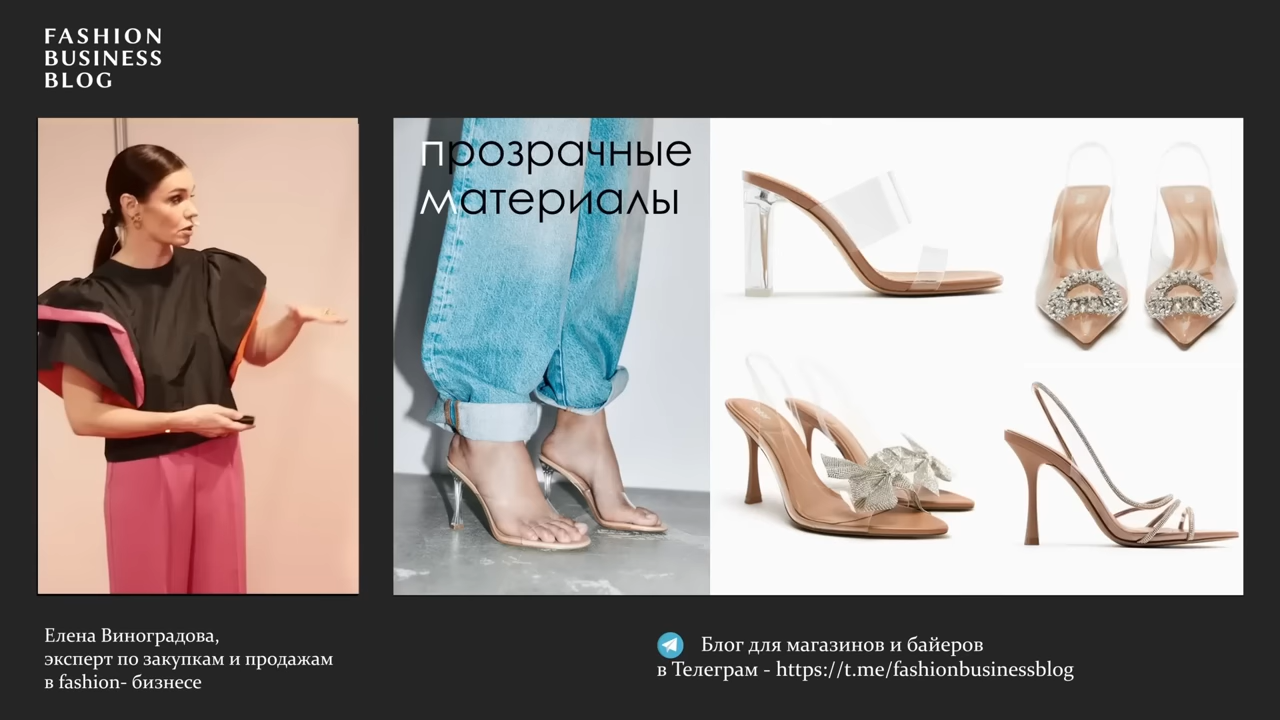 FASHION
BUSINESS
BLOG
прозрачные
материалы
Елена Виноградова,
эксперт по закупкам и продажам
в fashion- бизнесе
Блог для магазинов и байеров
в Телеграм - https://t.me/fashionbusinessblog